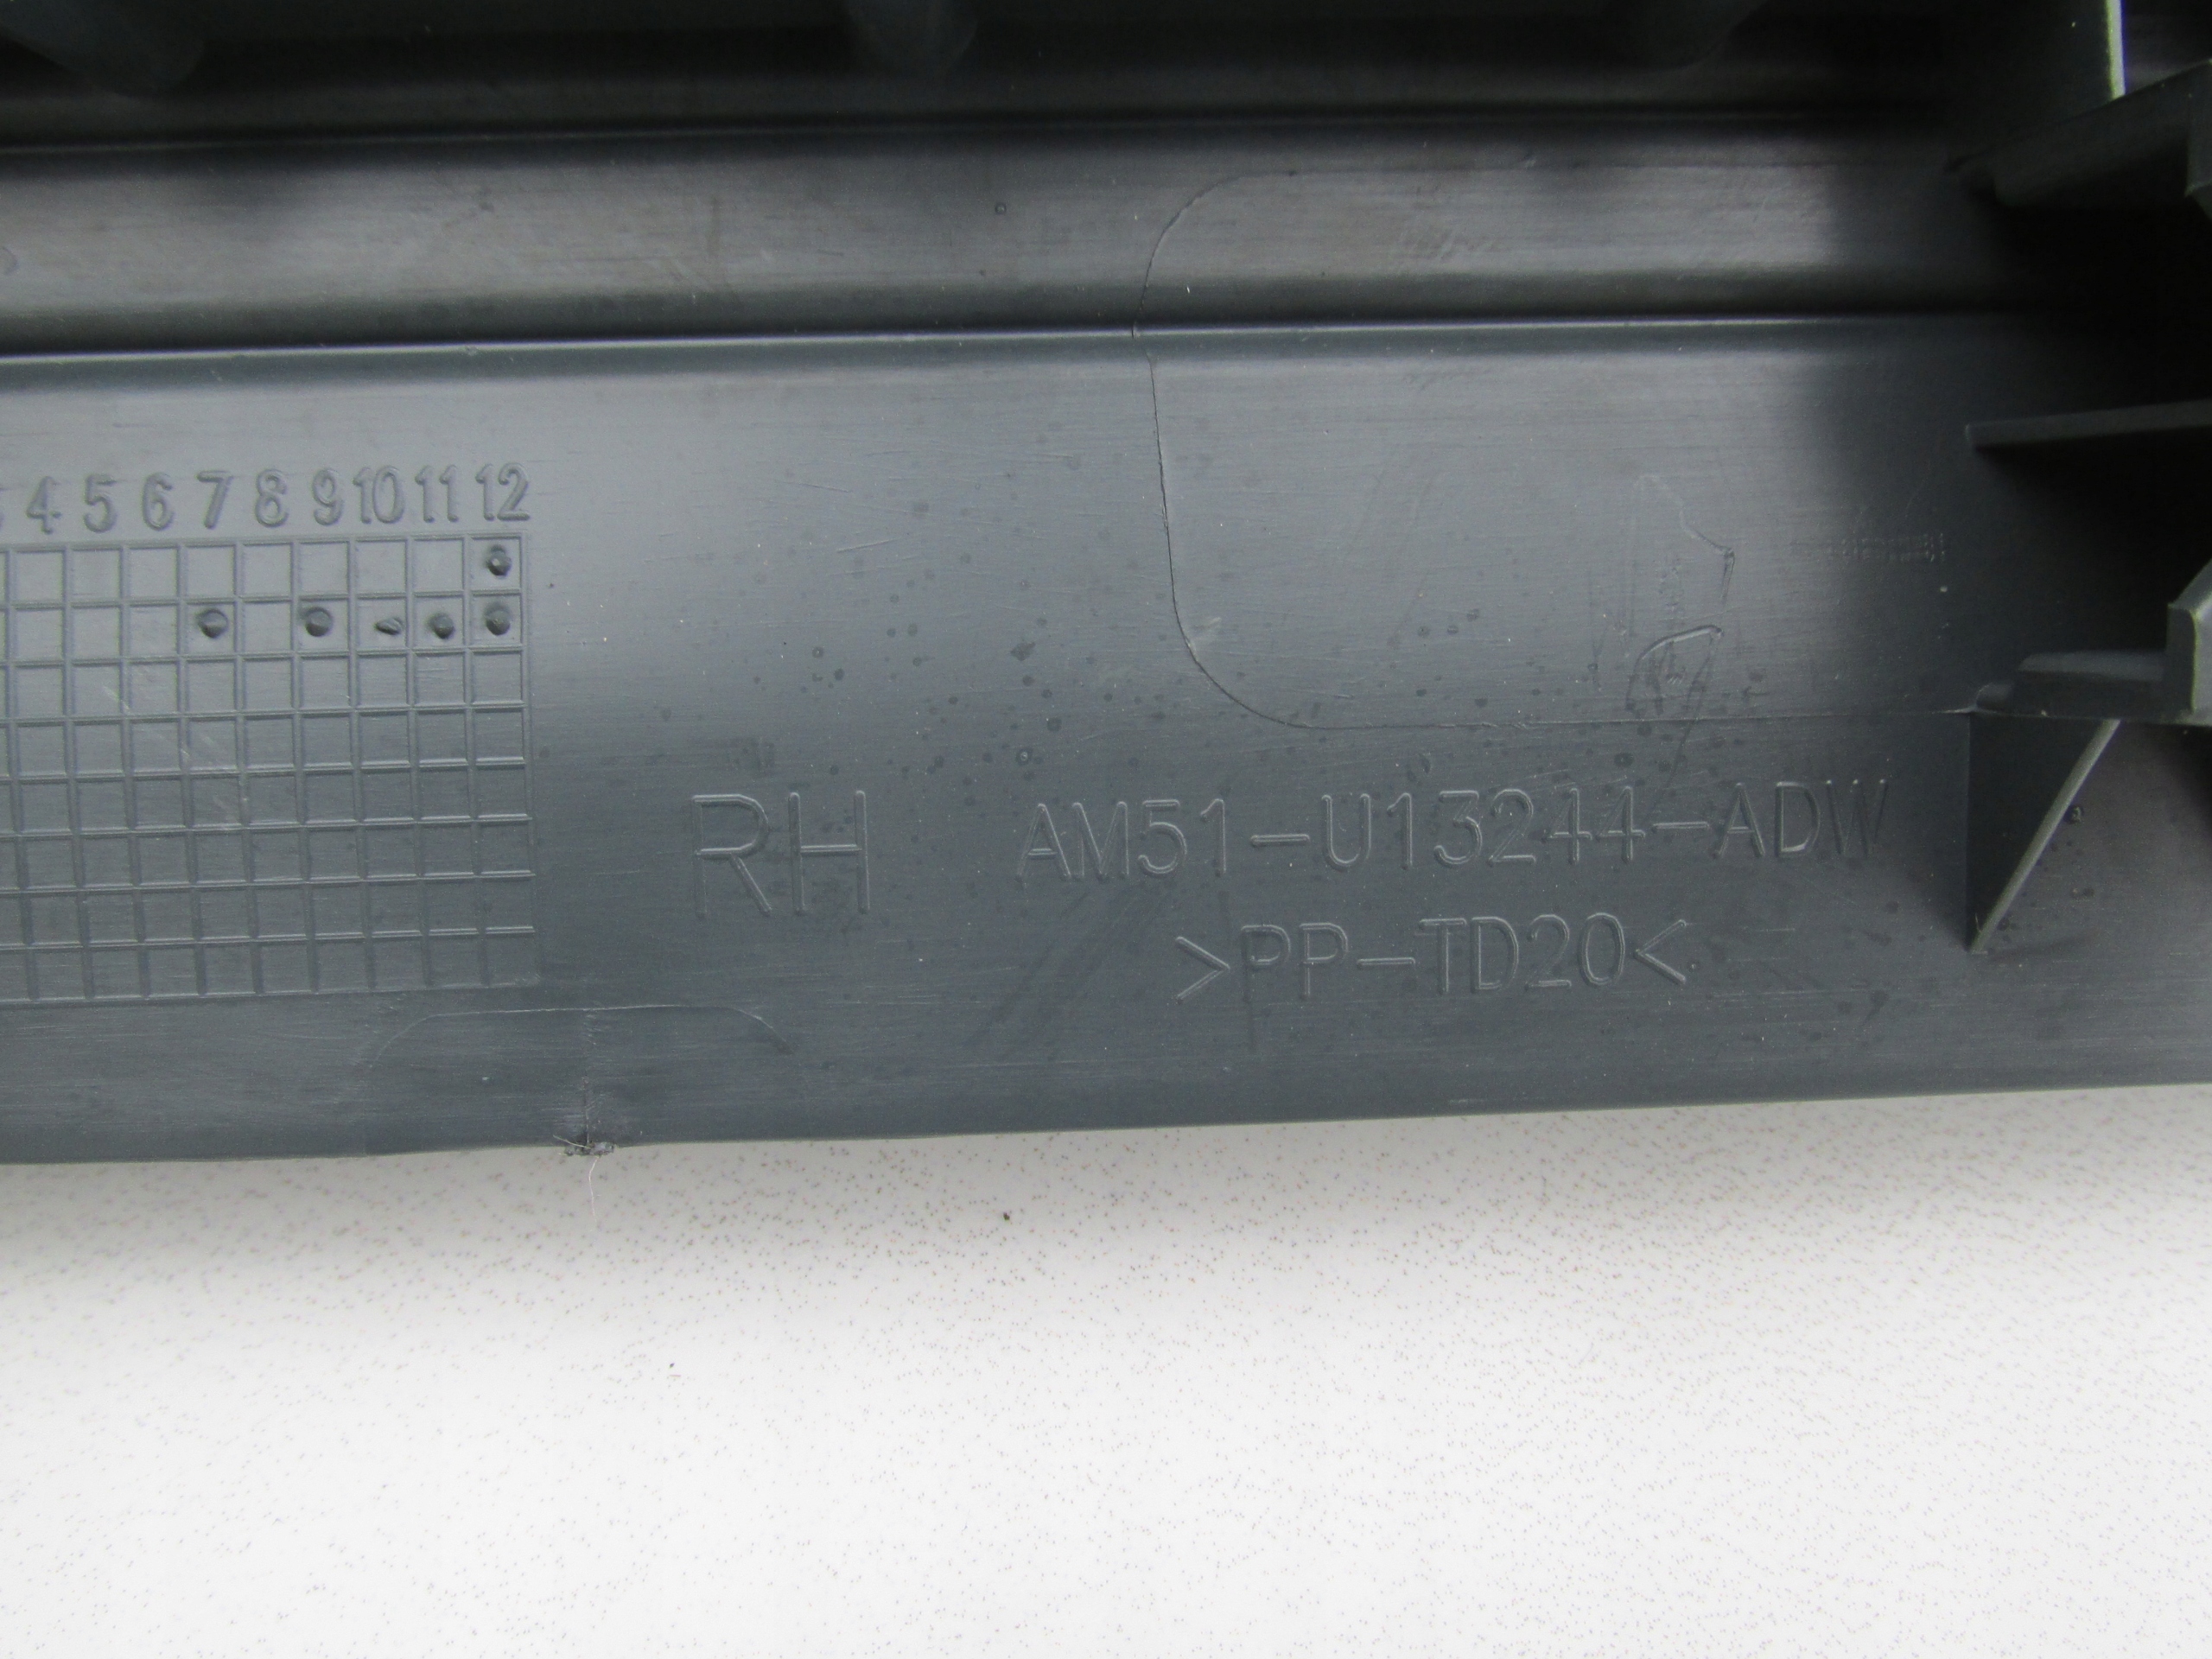 4 5 6 7 8 9 10 11 12
RH AM51-U13244-ADW
>PP-TD20<